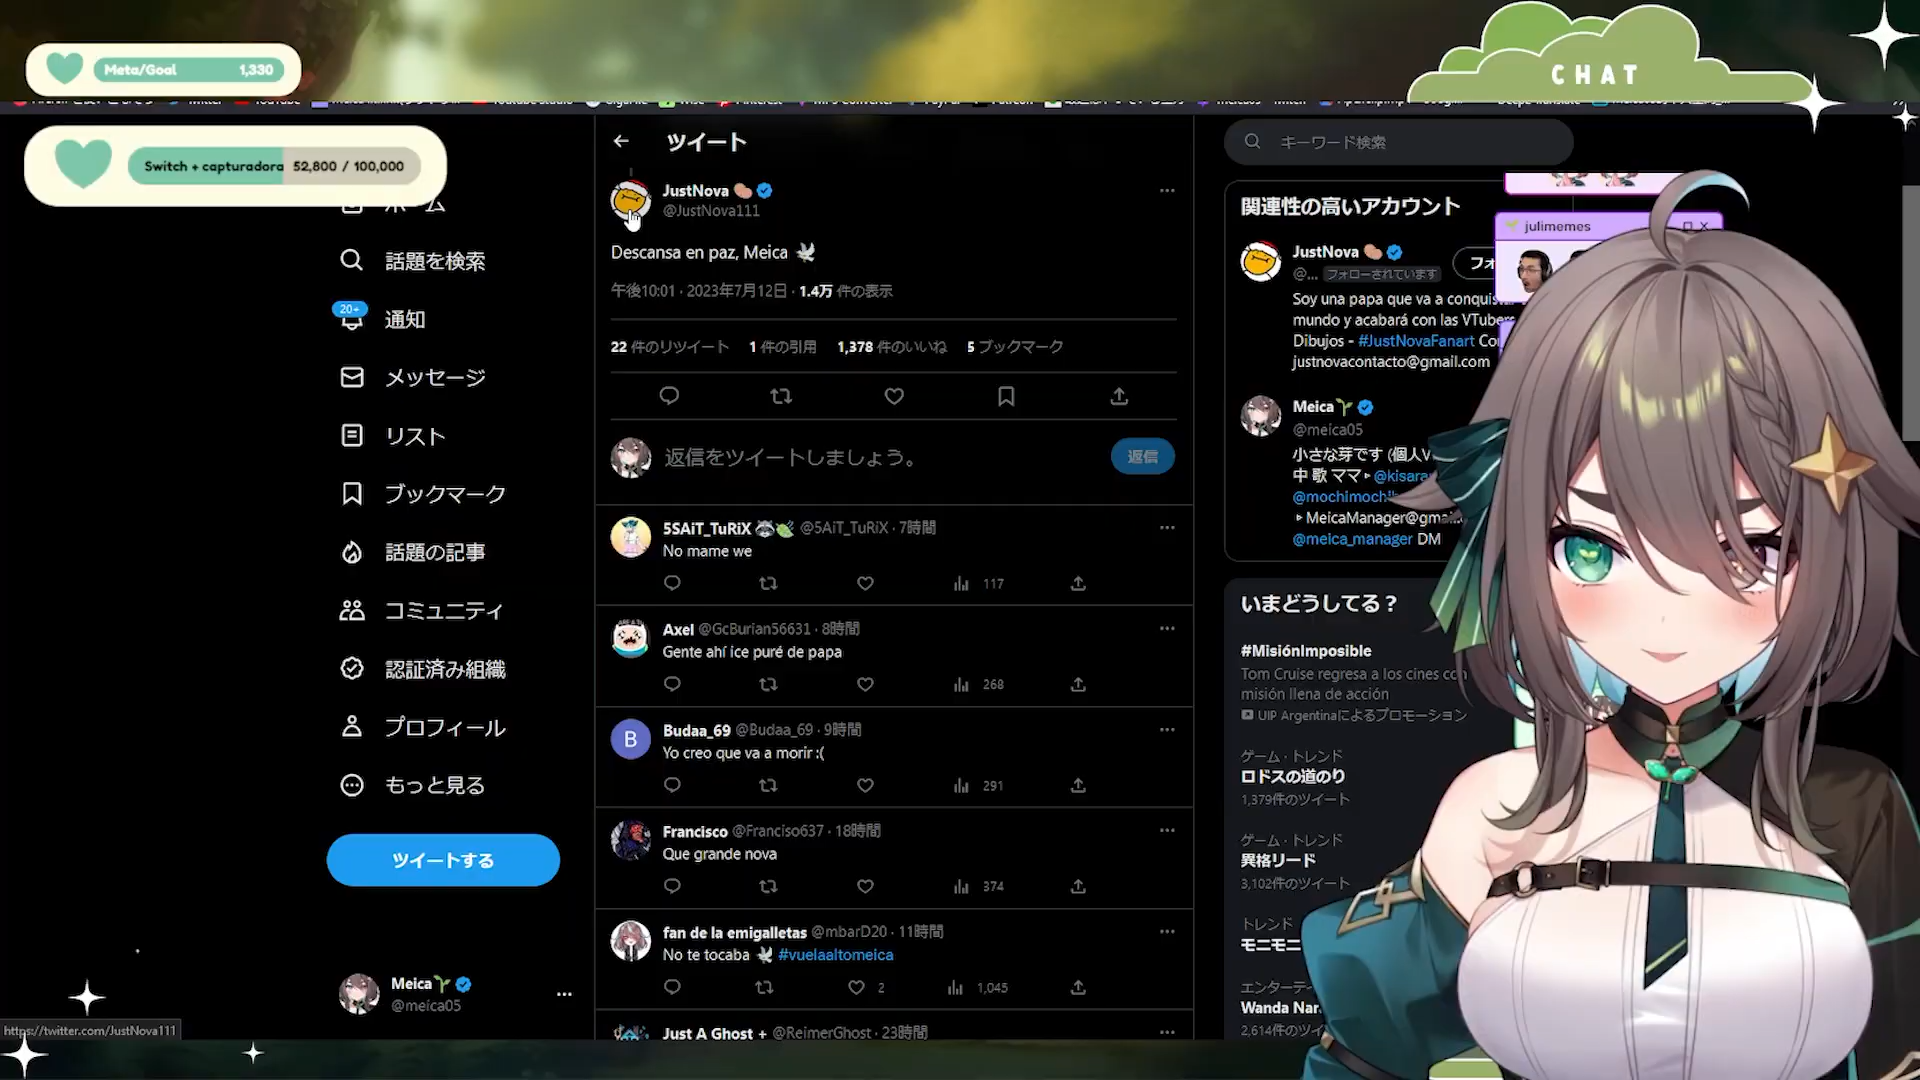 Meta/Goal 1,330
Switch + capturadora 52,800 / 100,000
CHAT
話題を検索
20+
通知
メッセージ
リスト
ブックマーク
話題の記事
コミュニティ
認証済み組織
プロフィール
もっと見る
ツイートする
Meica
@meica05
https://twitter.com/JustNova111
ツイート
JustNova
@JustNova111
Descansa en paz, Meica 🕊
午後10:01 · 2023年7月12日 · 1.4万 件の表示
22 件のリツイート 1 件の引用 1,378 件のいいね 5 ブックマーク
返信をツイートしましょう。
返信
5SAiT_TuRiX @5AiT_TuRiX · 7時間
No mame we
117
Axel @GcBurian56631 · 8時間
Gente ahí ice puré de papa
268
B
Budaa_69 @Budaa_69 · 9時間
Yo creo que va a morir :(
291
Francisco @Franciso637 · 18時間
Que grande nova
374
fan de la emigalletas @mbarD20 · 11時間
No te tocaba 🕊 #vuelaaltomeica
2 1,045
Just A Ghost + @ReimerGhost · 23時間
キーワード検索
関連性の高いアカウント
julimemes
JustNova
@... フォローされています
Soy una papa que va a
mundo y acabará con las
Dibujos - #JustNovaFanart
justnovacontacto@gmail.com
Meica
@meica05
小さな芽です
中 歌 ママ
@meica_manager DM
いまどうしてる？
#MisiónImposible
Tom Cruise regresa a los cines con
misión llena de acción
UIP Argentinaによるプロモーション
ゲーム · トレンド
ロドスの道のり
1,379件のツイート
ゲーム · トレンド
異格リード
3,102件のツイート
トレンド
モニモニ
Wanda